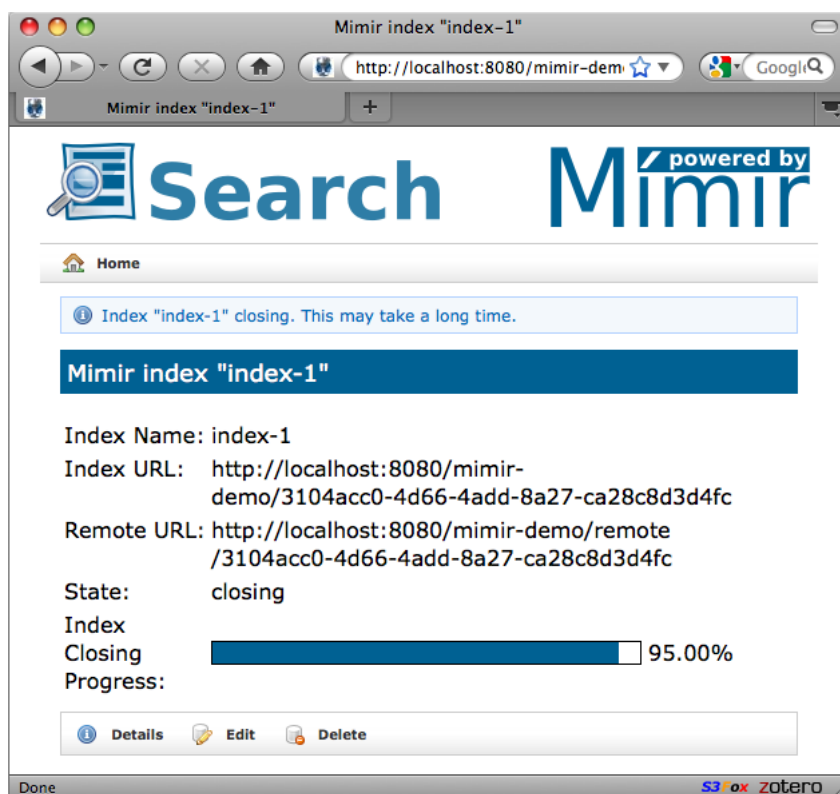 Mimir index "index-1"
http://localhost:8080/mimir-dem
Googl
Mimir index "index-1"
+
Search
powered by
Mimir
Home
Index "index-1" closing. This may take a long time.
Mimir index "index-1"
Index Name: index-1
Index URL: http://localhost:8080/mimir-
demo/3104acc0-4d66-4add-8a27-ca28c8d3d4fc
Remote URL: http://localhost:8080/mimir-demo/remote
/3104acc0-4d66-4add-8a27-ca28c8d3d4fc
State: closing
Index
Closing 95.00%
Progress:
Details Edit Delete
Done S3Fox zotero